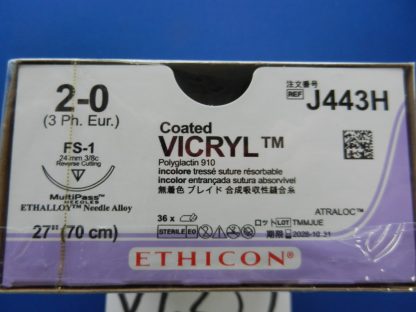 注文番号
REF J443H
2-0
(3 Ph. Eur.)
FS-1
24 mm 3/8c
Reverse Cutting
MultiPass™
NEEDLES
ETHALLOY™ Needle Alloy
27" (70 cm)
Coated
VICRYL™
Polyglactin 910
incolore tressé suture résorbable
incolor entrançada sutura absorvível
無着色 ブレイド 合成吸収性縫合糸
36 x
ATRALOC™
STERILE EO
ロット LOT TMMJUE
期限 2026-10-31
ETHICON®